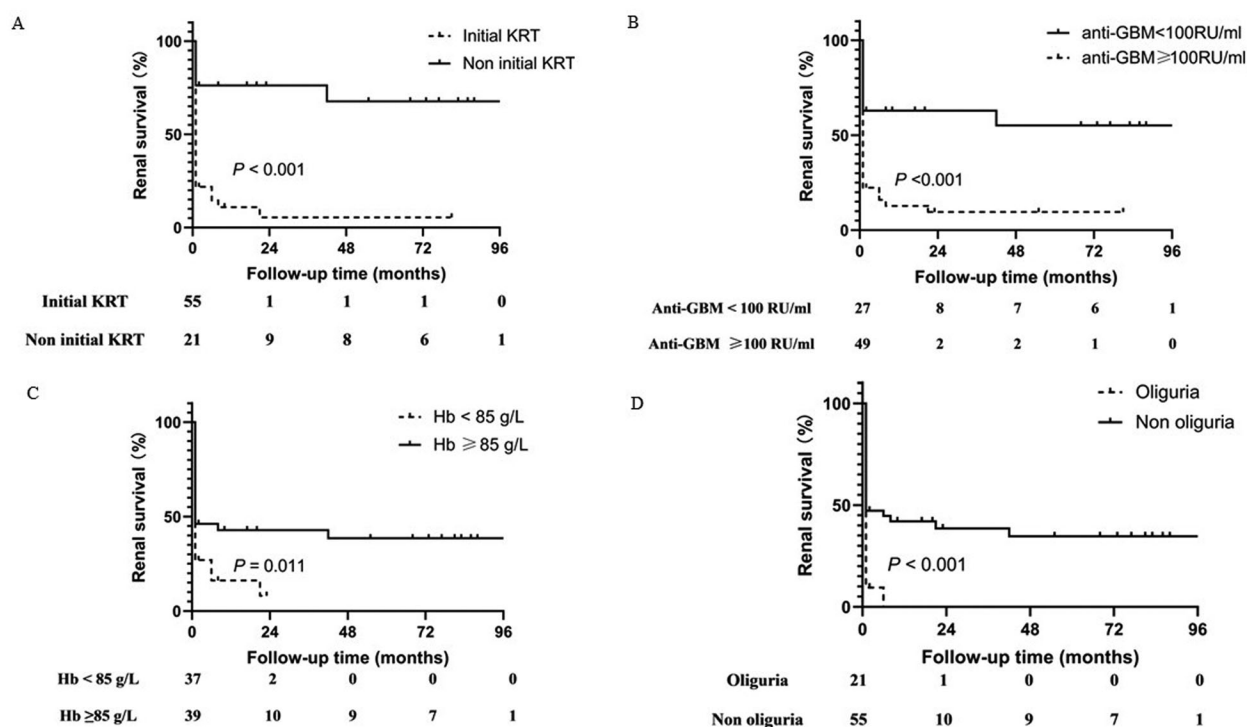 A
Initial KRT
Non initial KRT
Renal survival (%)
100
50
0
P < 0.001
0 24 48 72 96
Follow-up time (months)
Initial KRT 55 1 1 1 0
Non initial KRT 21 9 8 6 1
B
anti-GBM<100RU/ml
anti-GBM≥100RU/ml
Renal survival (%)
100
50
0
P <0.001
0 24 48 72 96
Follow-up time (months)
Anti-GBM < 100 RU/ml 27 8 7 6 1
Anti-GBM ≥100 RU/ml 49 2 2 1 0
C
Hb < 85 g/L
Hb ≥ 85 g/L
Renal survival (%)
100
50
0
P = 0.011
0 24 48 72 96
Follow-up time (months)
Hb < 85 g/L 37 2 0 0 0
Hb ≥85 g/L 39 10 9 7 1
D
Oliguria
Non oliguria
Renal survival (%)
100
50
0
P < 0.001
0 24 48 72 96
Follow-up time (months)
Oliguria 21 1 0 0 0
Non oliguria 55 10 9 7 1